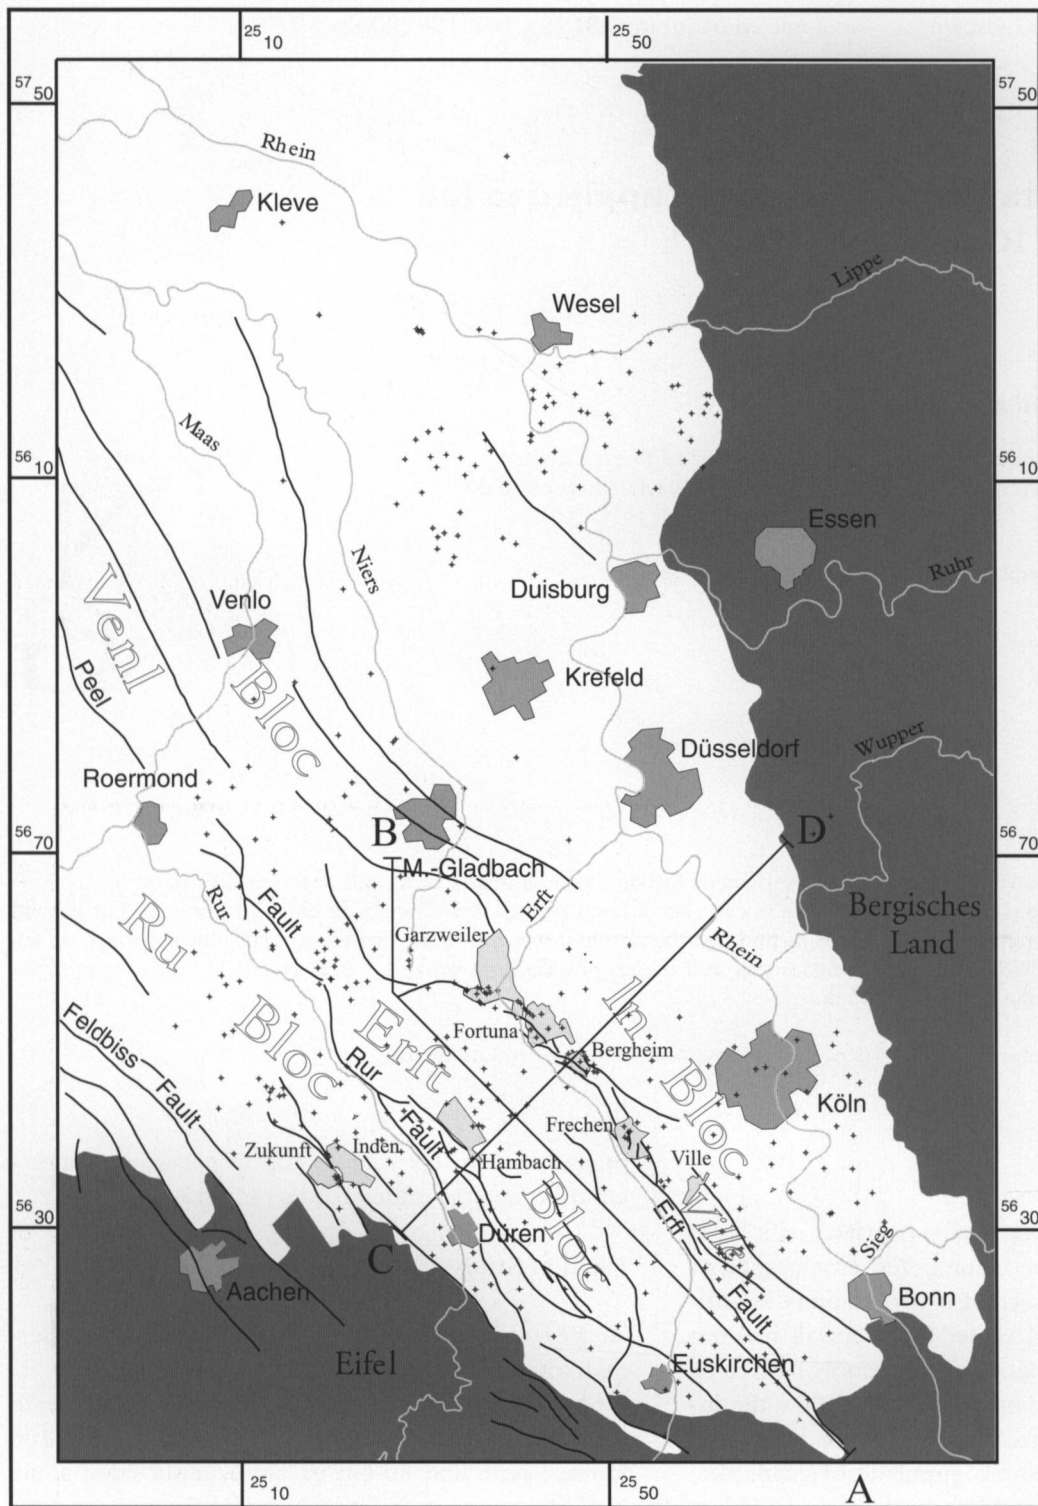 25 10
25 50
57 50
57 50
Rhein
Kleve
Lippe
Wesel
Maas
56 10
56 10
Essen
Niers
Ruhr
Duisburg
Venlo
Venl
Peel
Krefeld
Bloc
Düsseldorf
Wupper
Roermond
B
D
56 70
56 70
M.-Gladbach
Rur
Fault
Erft
Bergisches
Land
Ru
Garzweiler
Rhein
In
Feldbiss
Fault
Bloc
Erft
Fortuna
Bergheim
Rur
Fault
Bloc
Köln
Frechen
Zukunft
Inden
Hambach
Ville
Bloc
Erft
Fault
Ville
56 30
56 30
Düren
Sieg
C
Aachen
Bonn
Eifel
Euskirchen
25 10
25 50
A